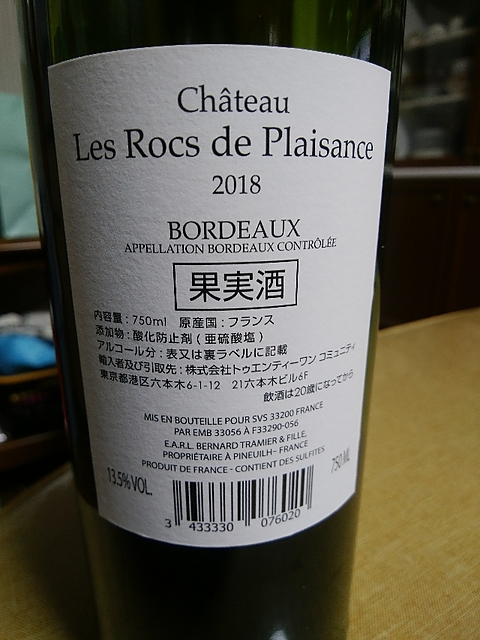 Château
Les Rocs de Plaisance
2018
BORDEAUX
APPELLATION BORDEAUX CONTRÔLÉE
果実酒
内容量：750ml 原産国：フランス
添加物：酸化防止剤（亜硫酸塩）
アルコール分：表又は裏ラベルに記載
輸入者及び引取先：株式会社トゥエンティーワン コミュニティ
東京都港区六本木6-1-12 21六本木ビル6F
飲酒は20歳になってから
MIS EN BOUTEILLE POUR SVS 33200 FRANCE
PAR EMB 33056 À F33290-056
E.A.R.L. BERNARD TRAMIER & FILLE,
PROPRIÉTAIRE À PINEUILH- FRANCE
PRODUIT DE FRANCE - CONTIENT DES SULFITES
13.5% VOL.
750 ML
3 433330 076020